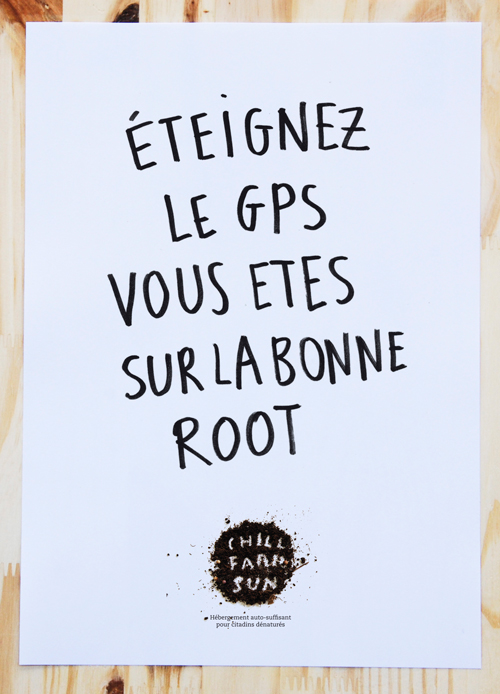 ÉTEIGNEZ
LE GPS
VOUS ETES
SUR LA BONNE
ROOT
CHILL
FARM
SUN
Hébergement auto-suffisant
pour citadins dénaturés